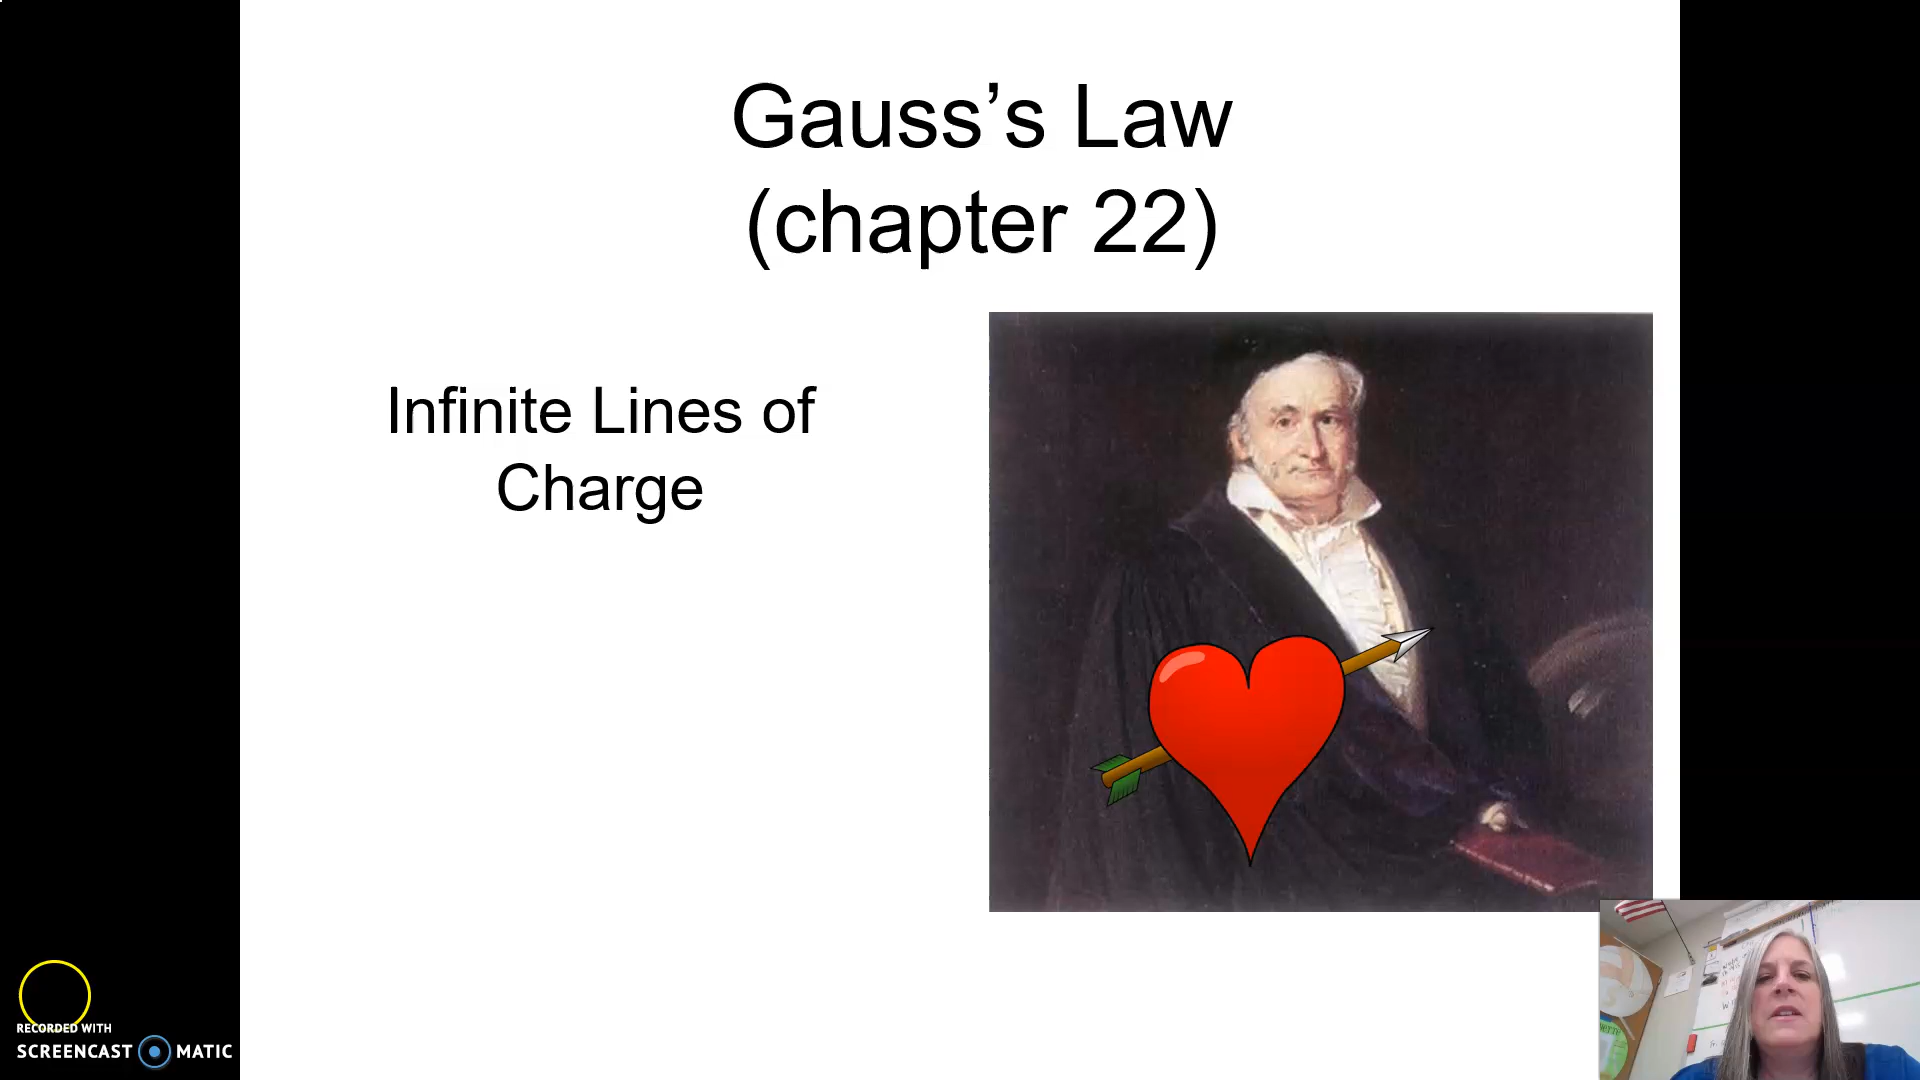 Gauss’s Law
(chapter 22)
Infinite Lines of
Charge
RECORDED WITH
SCREENCAST MATIC